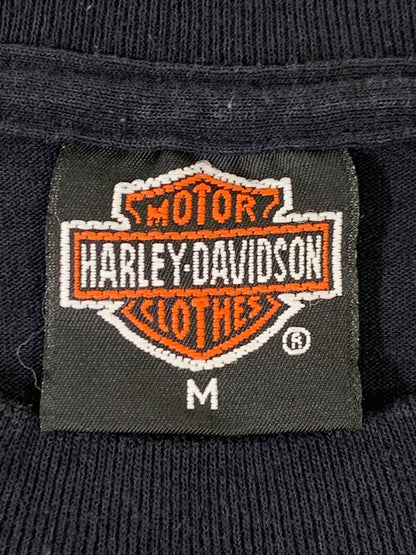 MOTOR
HARLEY-DAVIDSON
CLOTHES
®
M